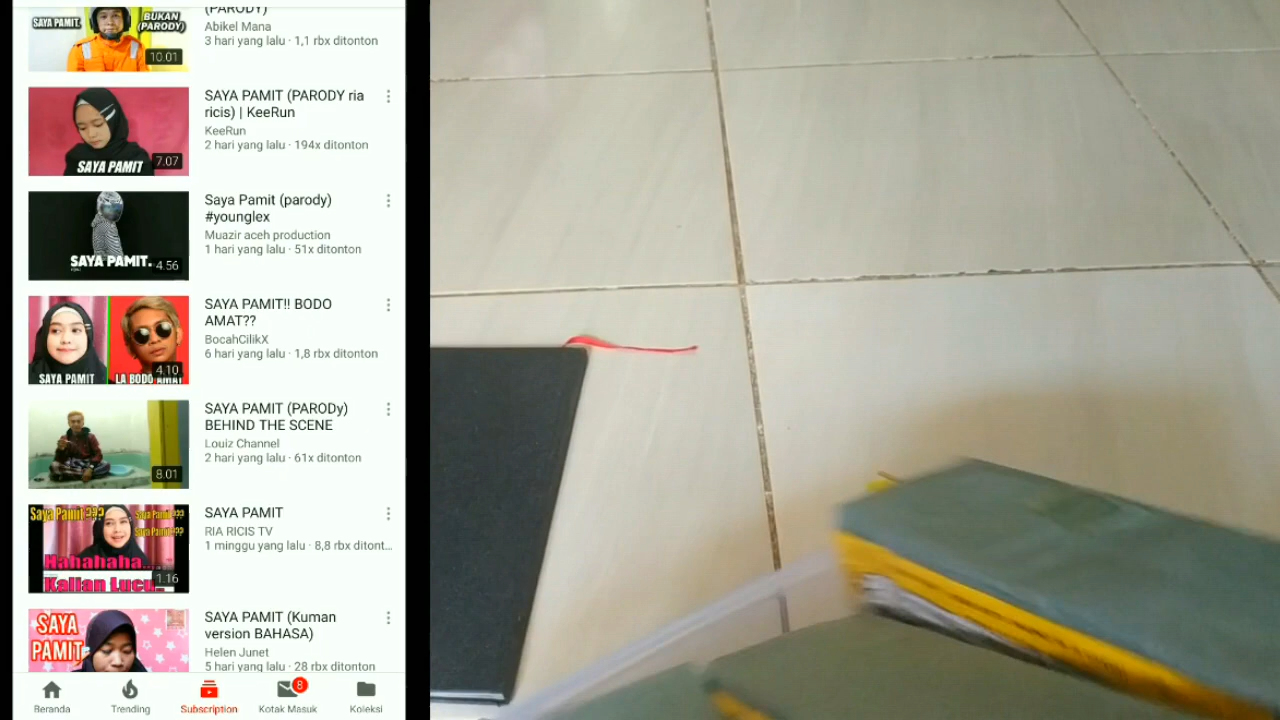 (PARODY)
SAYA PAMIT.
BUKAN
(PARODY)
10.01
Abikel Mana
3 hari yang lalu · 1,1 rbx ditonton
SAYA PAMIT
7.07
SAYA PAMIT (PARODY ria
ricis) | KeeRun
KeeRun
2 hari yang lalu · 194x ditonton
SAYA PAMIT.
4.56
Saya Pamit (parody)
#younglex
Muazir aceh production
1 hari yang lalu · 51x ditonton
SAYA PAMIT
LA BODO AMAT
4.10
SAYA PAMIT!! BODO
AMAT??
BocahCilikX
6 hari yang lalu · 1,8 rbx ditonton
8.01
SAYA PAMIT (PARODy)
BEHIND THE SCENE
Louiz Channel
2 hari yang lalu · 61x ditonton
Saya Pamit???
Saya Pamit???
Saya Pamit???
Hahahaha...
Kalian Lucu..
1.16
SAYA PAMIT
RIA RICIS TV
1 minggu yang lalu · 8,8 rbx ditont...
SAYA
PAMIT
SAYA PAMIT (Kuman
version BAHASA)
Helen Junet
5 hari yang lalu · 28 rbx ditonton
8
Beranda
Trending
Subscription
Kotak Masuk
Koleksi